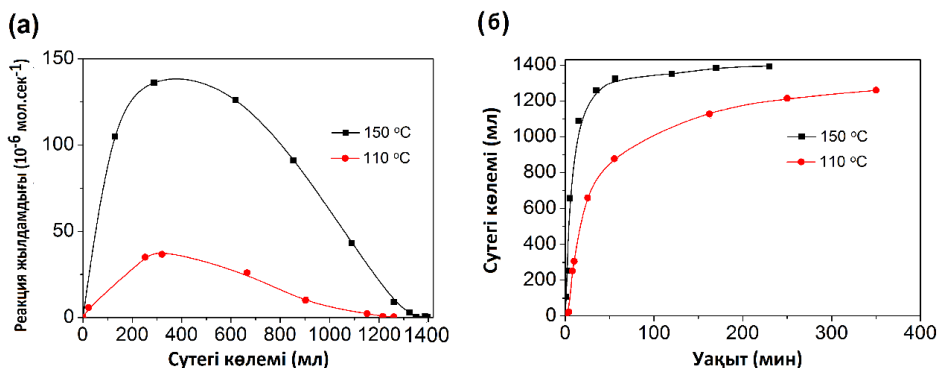 (а)
Реакция жылдамдығы (10⁻⁶ мол.сек⁻¹)
150
100
50
0
0 200 400 600 800 1000 1200 1400
Сутегі көлемі (мл)
150 °C
110 °C
(б)
Сутегі көлемі (мл)
1400
1200
1000
800
600
400
200
0
0 100 200 300 400
Уақыт (мин)
150 °C
110 °C